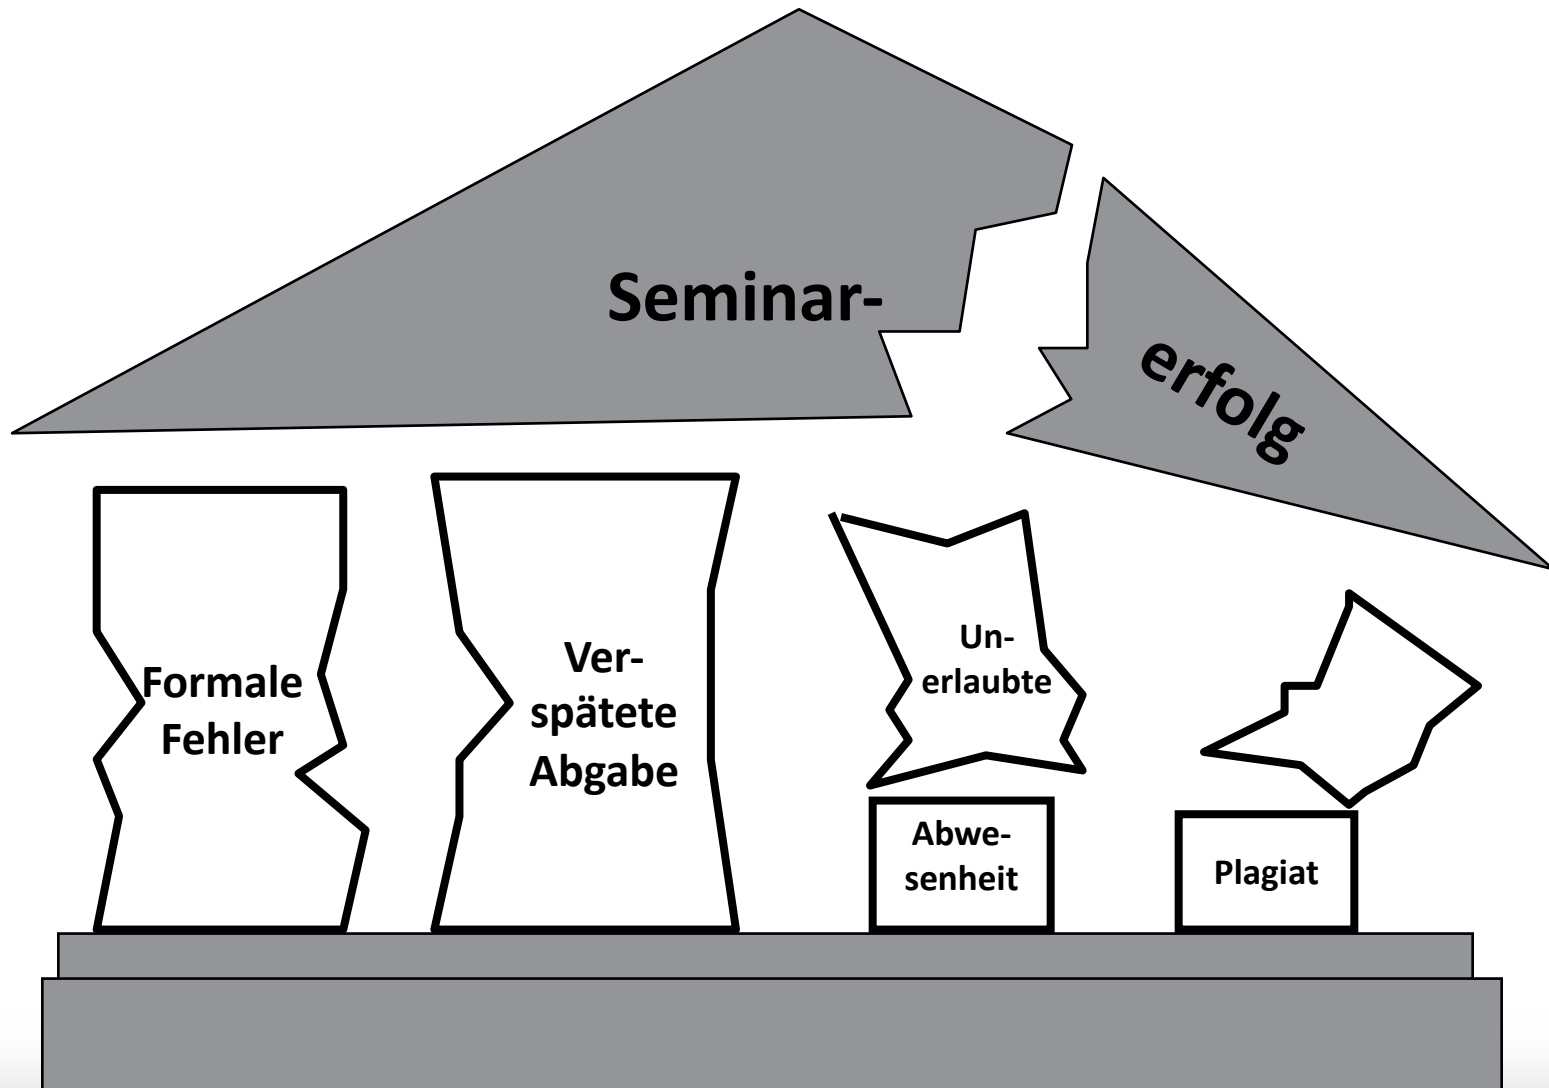 Seminar-
erfolg
Formale
Fehler
Ver-
spätete
Abgabe
Un-
erlaubte
Abwe-
senheit
Plagiat